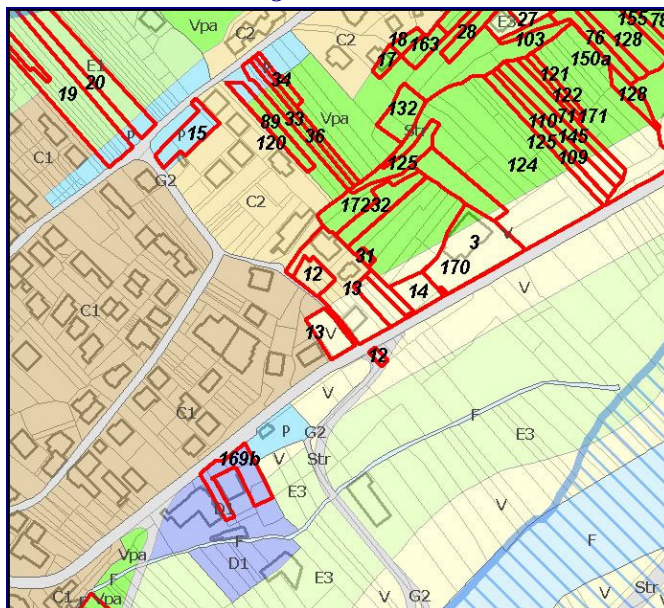 Vpa
C2
C2
E3
27
103
18
163
17
28
76
155
78
128
150a
E1
20
19
P
34
121
122
128
P
15
P
89
33
36
120
Vpa
132
Str
110
71
171
125
145
109
124
125
C1
G2
C2
172
32
3
V
31
12
13
170
14
C1
13
V
12
V
C1
P
G2
V
Str
F
E3
V
169b
D1
E3
F
D1
Vpa
F
E3
V
F
V
C1
F
Vpa
G2
Str
V